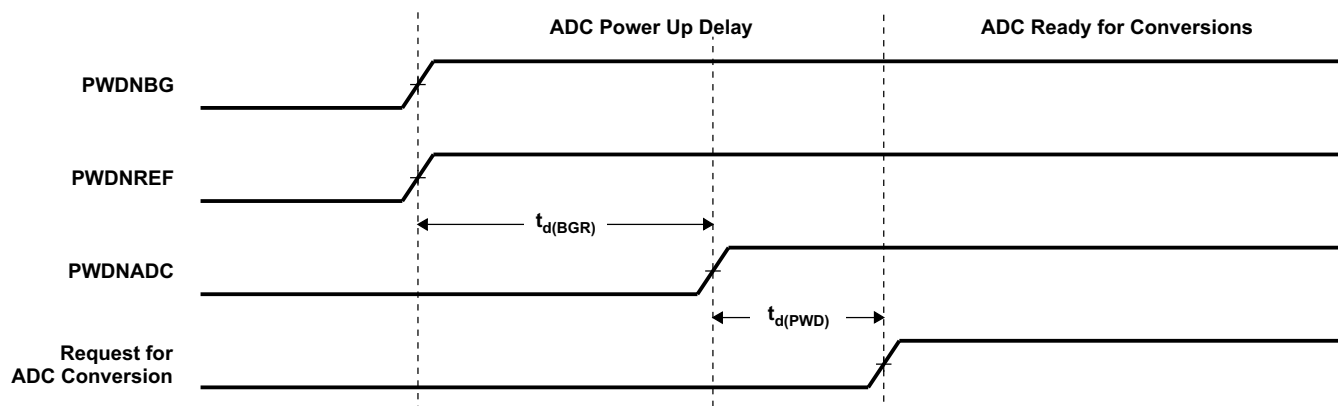 ADC Power Up Delay
ADC Ready for Conversions
PWDNBG
PWDNREF
td(BGR)
PWDNADC
td(PWD)
Request for
ADC Conversion